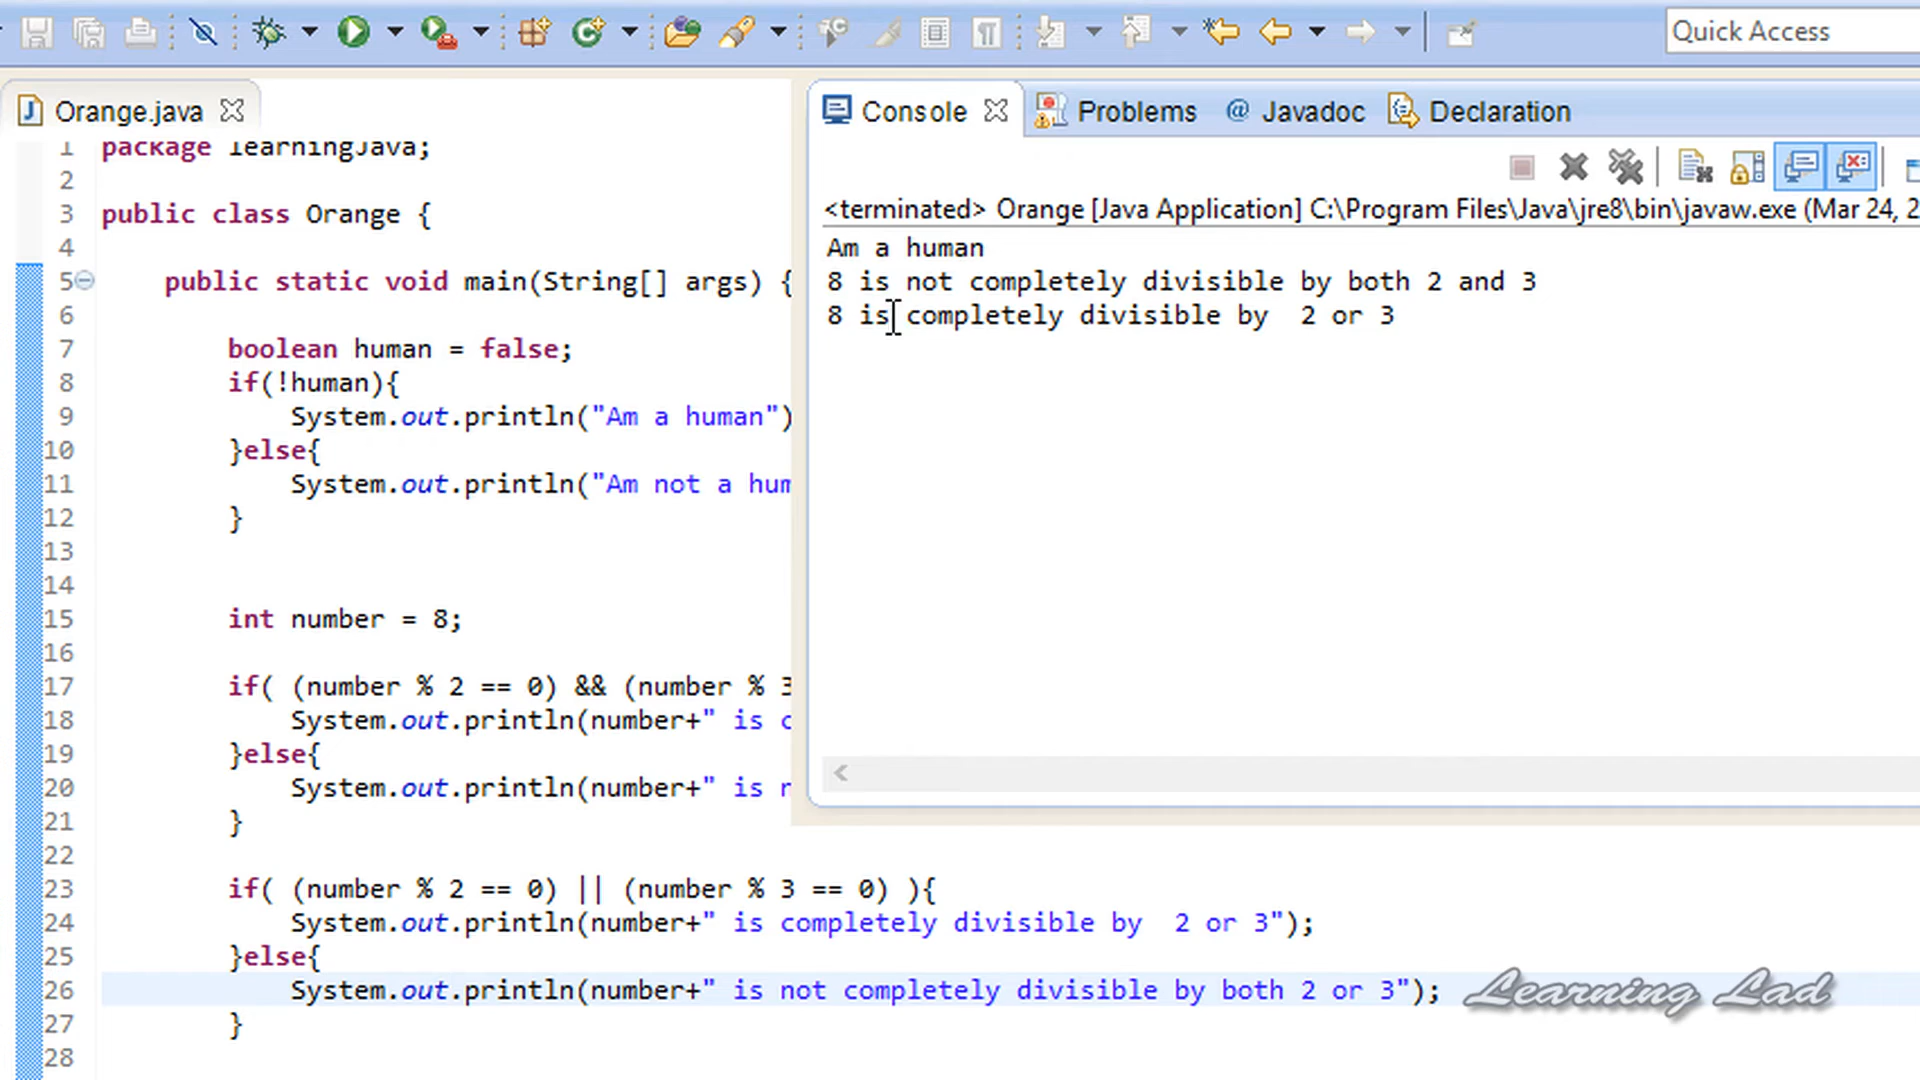 Quick Access
Orange.java
1 package learningJava;
2
3 public class Orange {
4
5 public static void main(String[] args) {
6
7 boolean human = false;
8 if(!human){
9 System.out.println("Am a human")
10 }else{
11 System.out.println("Am not a hum
12 }
13
14
15 int number = 8;
16
17 if( (number % 2 == 0) && (number % 3
18 System.out.println(number+" is c
19 }else{
20 System.out.println(number+" is n
21 }
22
23 if( (number % 2 == 0) || (number % 3 == 0) ){
24 System.out.println(number+" is completely divisible by  2 or 3");
25 }else{
26 System.out.println(number+" is not completely divisible by both 2 or 3");
27 }
28
Console Problems @ Javadoc Declaration
<terminated> Orange [Java Application] C:\Program Files\Java\jre8\bin\javaw.exe (Mar 24, 2
Am a human
8 is not completely divisible by both 2 and 3
8 is completely divisible by  2 or 3
Learning Lad